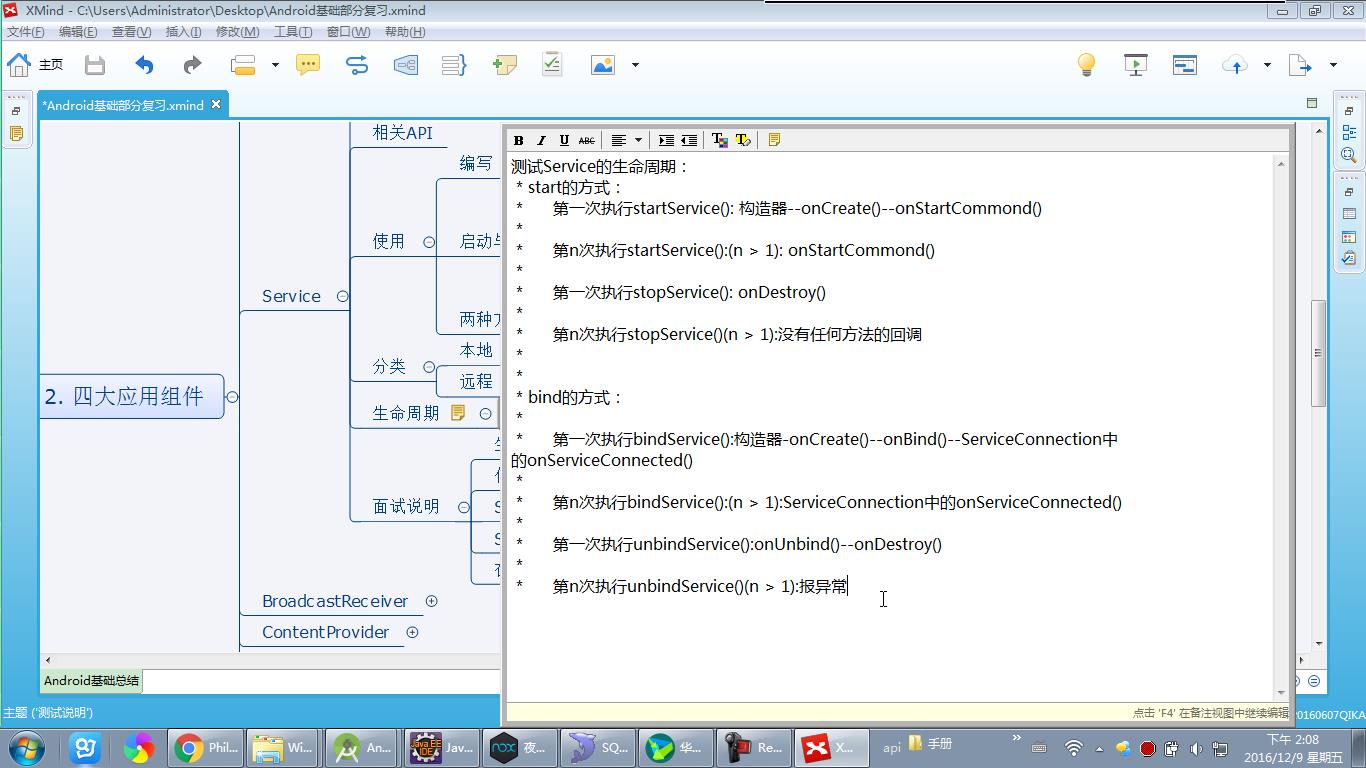 XMind - C:\Users\Administrator\Desktop\Android基础部分复习.xmind
文件(F) 编辑(E) 查看(V) 插入(I) 修改(M) 工具(T) 窗口(W) 帮助(H)
主页
*Android基础部分复习.xmind
相关API
编写
使用
启动与
Service
两种方
分类
本地
远程
2. 四大应用组件
生命周期
面试说明
BroadcastReceiver
ContentProvider
B I U ABC
测试Service的生命周期：
* start的方式：
* 第一次执行startService(): 构造器--onCreate()--onStartCommond()
*
* 第n次执行startService():(n > 1): onStartCommond()
*
* 第一次执行stopService(): onDestroy()
*
* 第n次执行stopService()(n > 1):没有任何方法的回调
*
*
* bind的方式：
*
* 第一次执行bindService():构造器-onCreate()--onBind()--ServiceConnection中
的onServiceConnected()
*
* 第n次执行bindService():(n > 1):ServiceConnection中的onServiceConnected()
*
* 第一次执行unbindService():onUnbind()--onDestroy()
*
* 第n次执行unbindService()(n > 1):报异常
Android基础总结
点击 'F4' 在备注视图中继续编辑
主题 ('测试说明')
0160607QIKA
Phil... Wi... An... Jav... 夜... SQ... 华... Re... X... api 手册
下午 2:08
2016/12/9 星期五